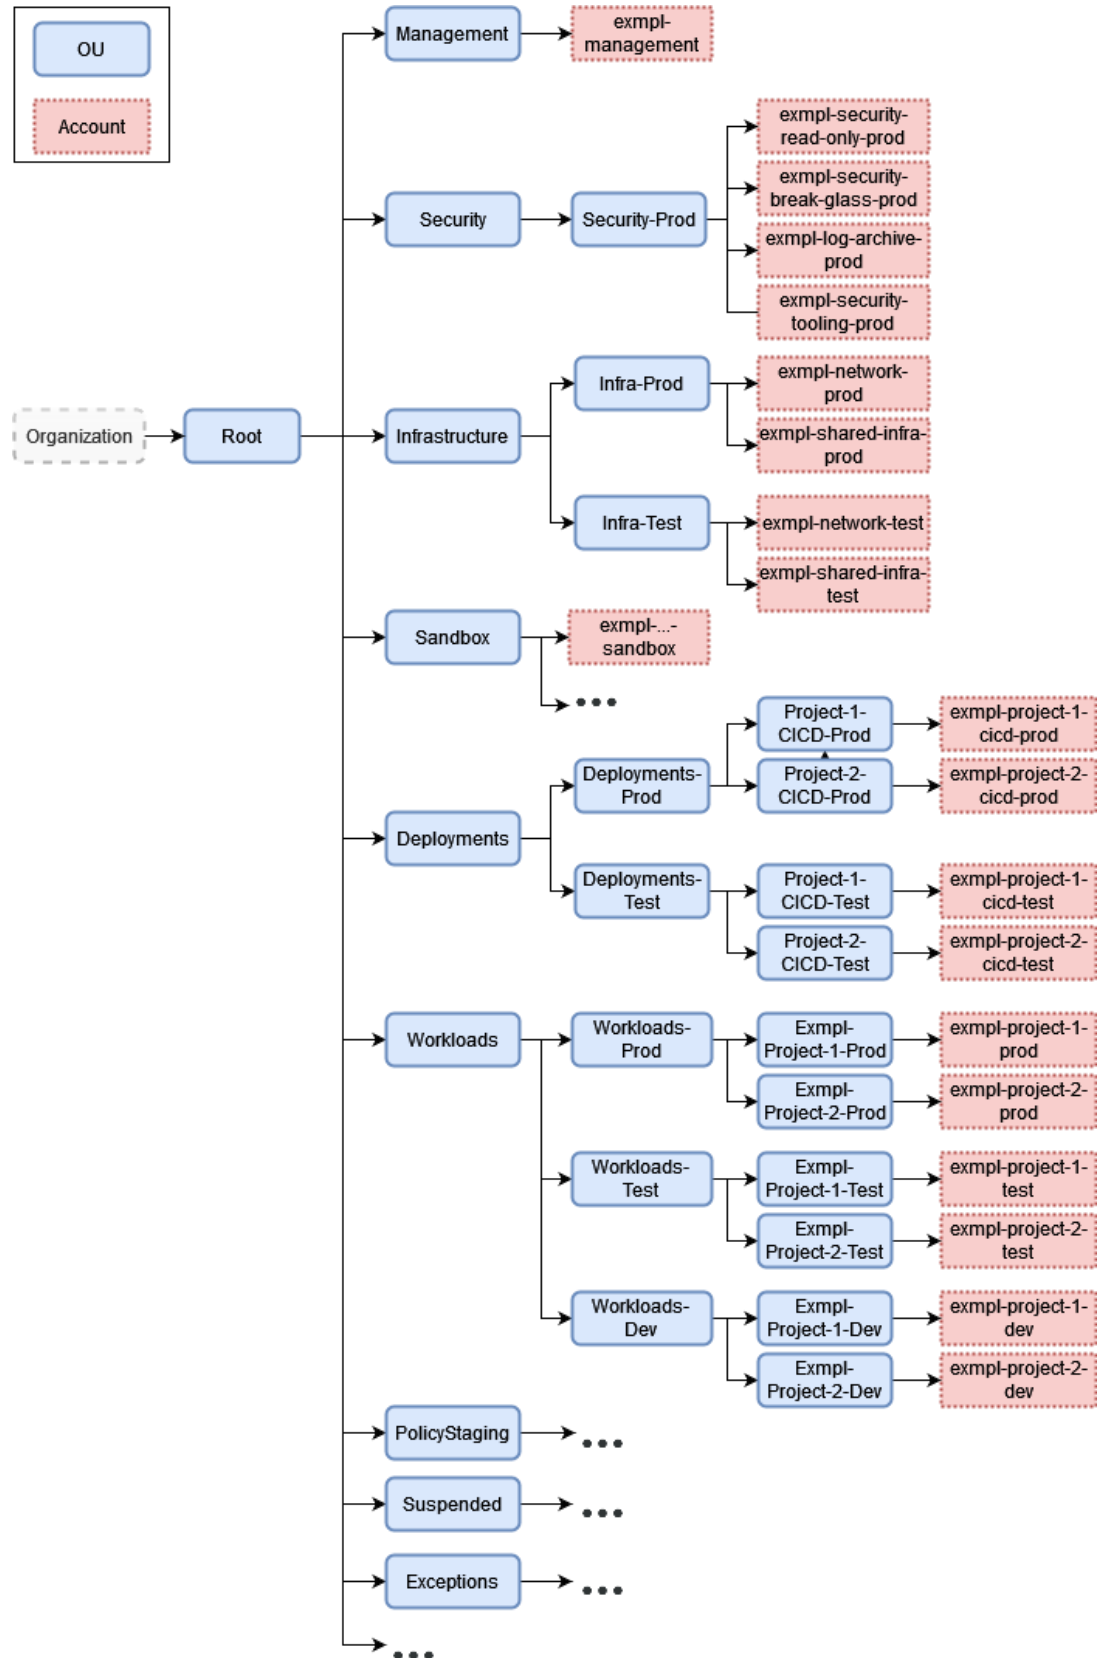 OU
Account
Management
exmpl-
management
exmpl-security-
read-only-prod
exmpl-security-
break-glass-prod
Security
Security-Prod
exmpl-log-archive-
prod
exmpl-security-
tooling-prod
Infra-Prod
exmpl-network-
prod
Organization
Root
Infrastructure
exmpl-shared-infra-
prod
Infra-Test
exmpl-network-test
exmpl-shared-infra-
test
Sandbox
exmpl-...-
sandbox
Project-1-
CICD-Prod
exmpl-project-1-
cicd-prod
Deployments-
Prod
Project-2-
CICD-Prod
exmpl-project-2-
cicd-prod
Deployments
Deployments-
Test
Project-1-
CICD-Test
exmpl-project-1-
cicd-test
Project-2-
CICD-Test
exmpl-project-2-
cicd-test
Workloads
Workloads-
Prod
Exmpl-
Project-1-Prod
exmpl-project-1-
prod
Exmpl-
Project-2-Prod
exmpl-project-2-
prod
Workloads-
Test
Exmpl-
Project-1-Test
exmpl-project-1-
test
Exmpl-
Project-2-Test
exmpl-project-2-
test
Workloads-
Dev
Exmpl-
Project-1-Dev
exmpl-project-1-
dev
Exmpl-
Project-2-Dev
exmpl-project-2-
dev
PolicyStaging
Suspended
Exceptions